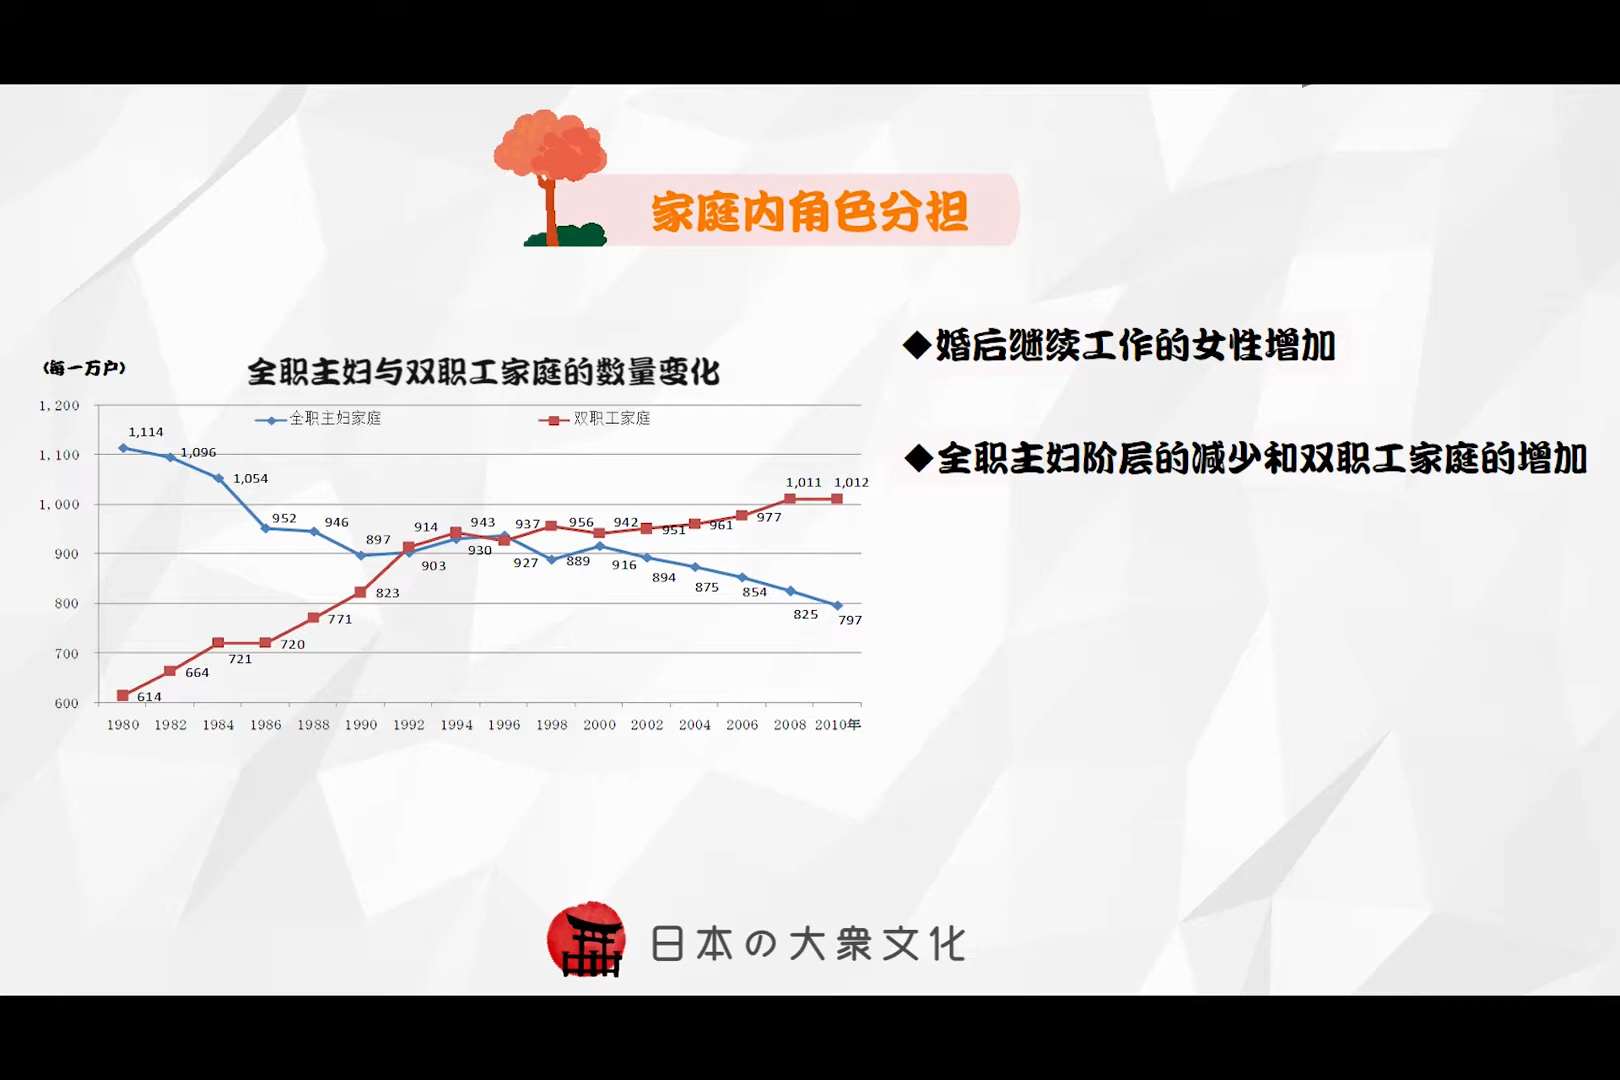 家庭内角色分担
◆婚后继续工作的女性增加
◆全职主妇阶层的减少和双职工家庭的增加
(每一万户)
全职主妇与双职工家庭的数量变化
全职主妇家庭 双职工家庭
1,200
1,100
1,000
900
800
700
600
1,114 1,096 1,054 952 946 897 903 930 937 889 916 894 875 854 825 797
614 664 721 720 771 823 914 943 927 956 942 951 961 977 1,011 1,012
1980 1982 1984 1986 1988 1990 1992 1994 1996 1998 2000 2002 2004 2006 2008 2010年
日本の大衆文化